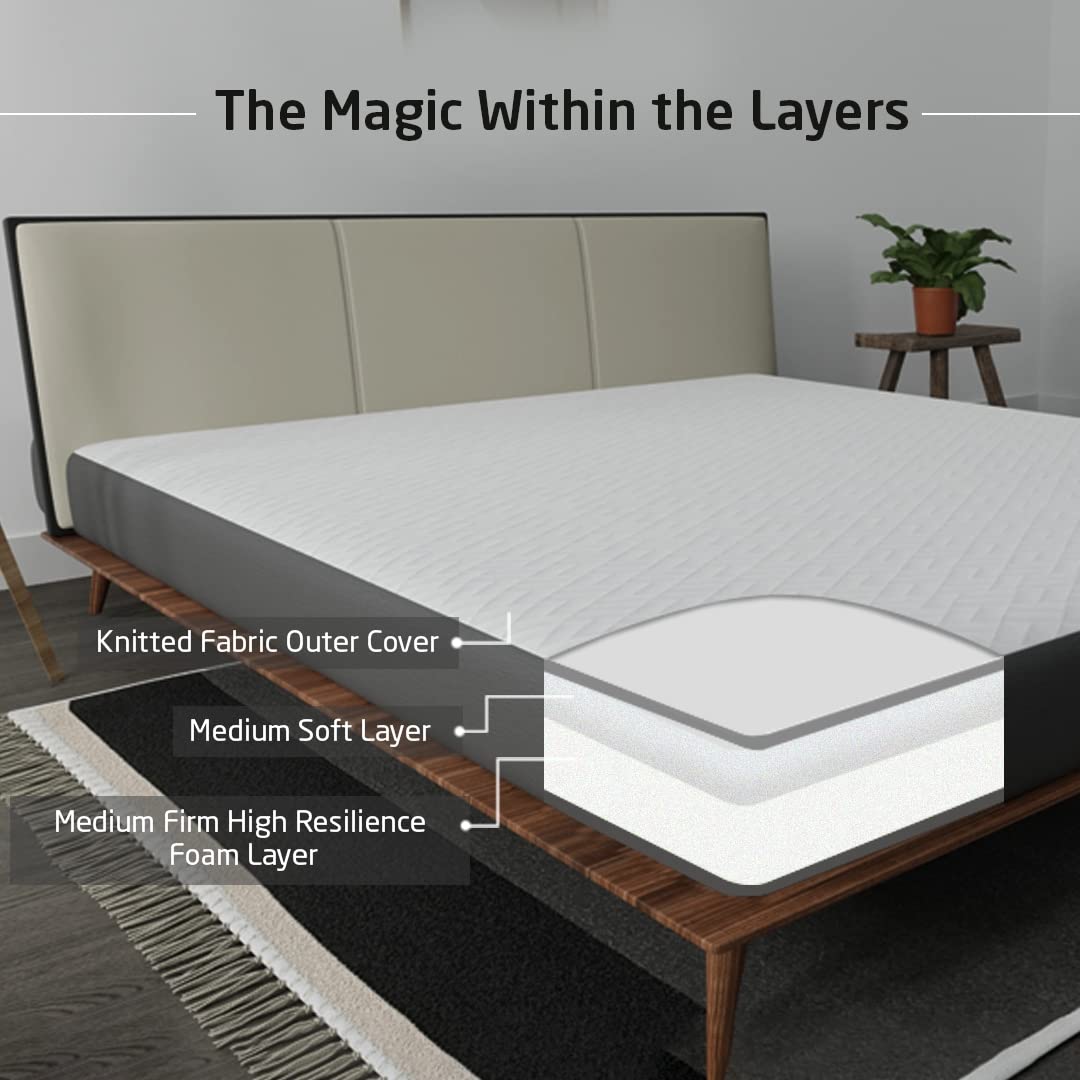 The Magic Within the Layers
Knitted Fabric Outer Cover
Medium Soft Layer
Medium Firm High Resilience
Foam Layer